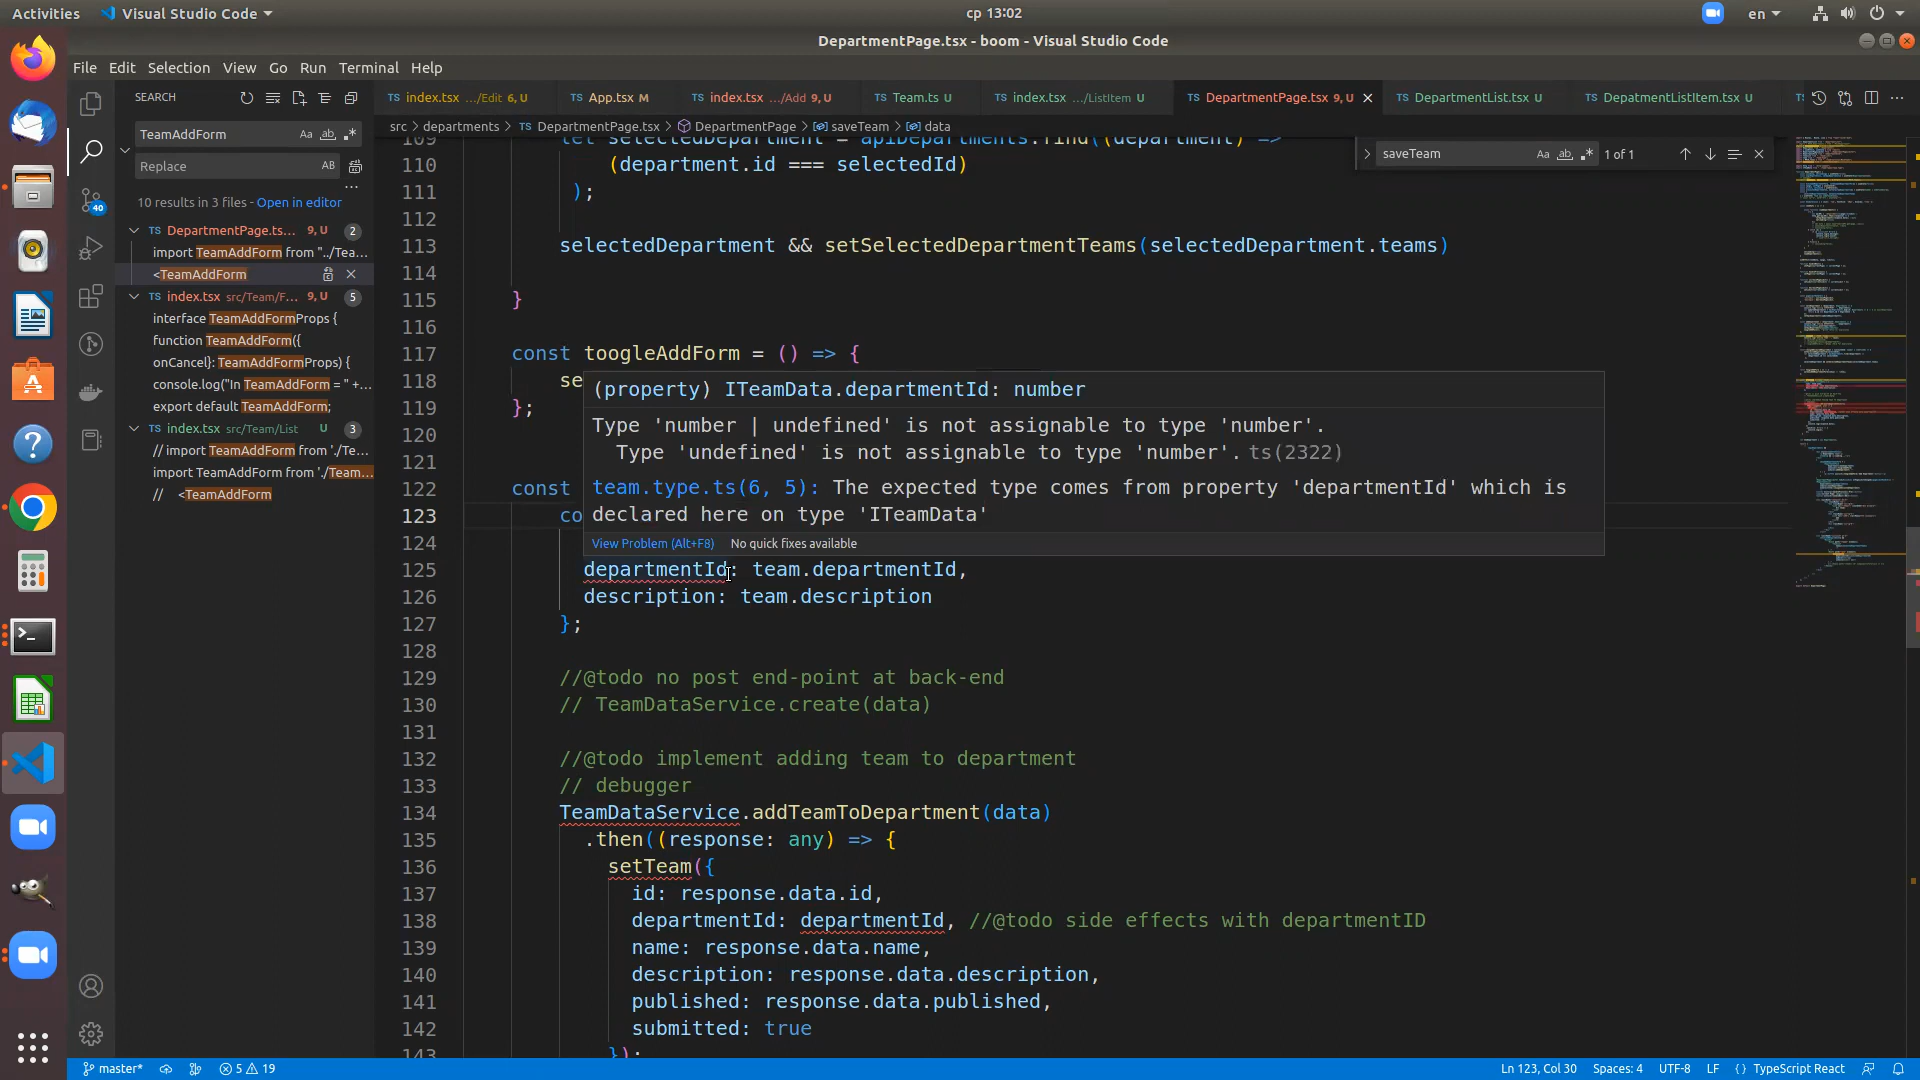 Activities
Visual Studio Code
ср 13:02
en
DepartmentPage.tsx - boom - Visual Studio Code
File Edit Selection View Go Run Terminal Help
SEARCH
TeamAddForm
Replace
10 results in 3 files - Open in editor
DepartmentPage.ts... 9, U 2
import TeamAddForm from "../Tea...
<TeamAddForm
index.tsx src/Team/F... 9, U 5
interface TeamAddFormProps {
function TeamAddForm({
onCancel}: TeamAddFormProps) {
console.log("In TeamAddForm = " +...
export default TeamAddForm;
index.tsx src/Team/List U 3
// import TeamAddForm from './Te...
import TeamAddForm from './Team...
// <TeamAddForm
40
index.tsx .../Edit 6, U
App.tsx M
index.tsx .../Add 9, U
Team.ts U
index.tsx .../ListItem U
DepartmentPage.tsx 9, U
DepartmentList.tsx U
DepatmentListItem.tsx U
src > departments > DepartmentPage.tsx > DepartmentPage > saveTeam > data
saveTeam
1 of 1
109 let selectedDepartment = apiDepartments.find((department) =>
110 (department.id === selectedId)
111 );
112
113 selectedDepartment && setSelectedDepartmentTeams(selectedDepartment.teams)
114
115 }
116
117 const toogleAddForm = () => {
118 se
119 };
120
121
122 const
123 co
124
125 departmentId: team.departmentId,
126 description: team.description
127 };
128
129 //@todo no post end-point at back-end
130 // TeamDataService.create(data)
131
132 //@todo implement adding team to department
133 // debugger
134 TeamDataService.addTeamToDepartment(data)
135 .then((response: any) => {
136 setTeam({
137 id: response.data.id,
138 departmentId: departmentId, //@todo side effects with departmentID
139 name: response.data.name,
140 description: response.data.description,
141 published: response.data.published,
142 submitted: true
143 });
(property) ITeamData.departmentId: number
Type 'number | undefined' is not assignable to type 'number'.
Type 'undefined' is not assignable to type 'number'. ts(2322)
team.type.ts(6, 5): The expected type comes from property 'departmentId' which is
declared here on type 'ITeamData'
View Problem (Alt+F8) No quick fixes available
master* 5 19
Ln 123, Col 30 Spaces: 4 UTF-8 LF TypeScript React